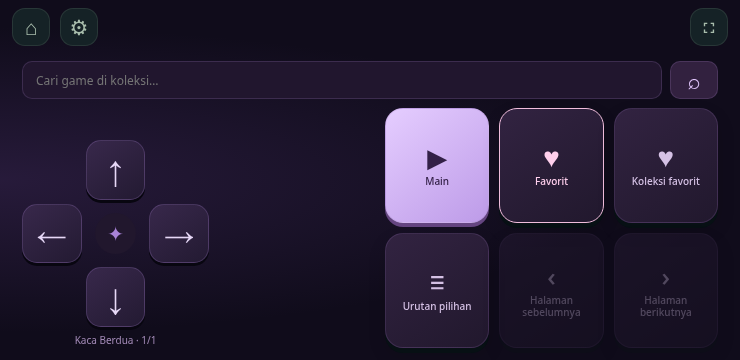 Cari game di koleksi...
Main
Favorit
Koleksi favorit
Urutan pilihan
Halaman
sebelumnya
Halaman
berikutnya
Kaca Berdua · 1/1